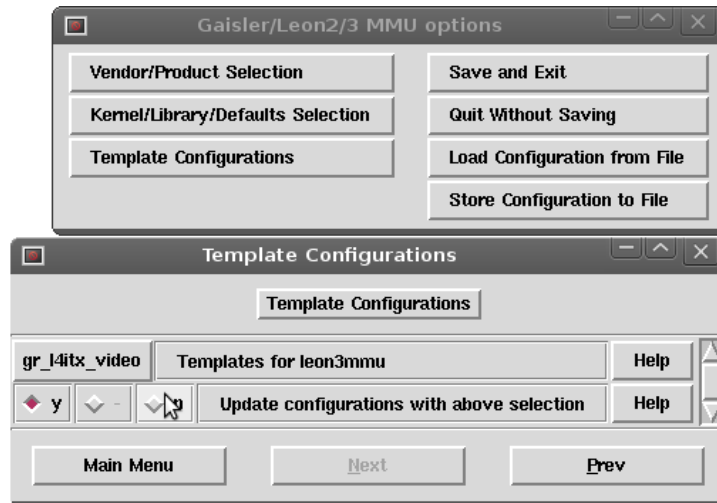 Gaisler/Leon2/3 MMU options
Vendor/Product Selection
Save and Exit
Kernel/Library/Defaults Selection
Quit Without Saving
Template Configurations
Load Configuration from File
Store Configuration to File
Template Configurations
Template Configurations
gr_l4itx_video Templates for leon3mmu Help
y - Update configurations with above selection Help
Main Menu Next Prev